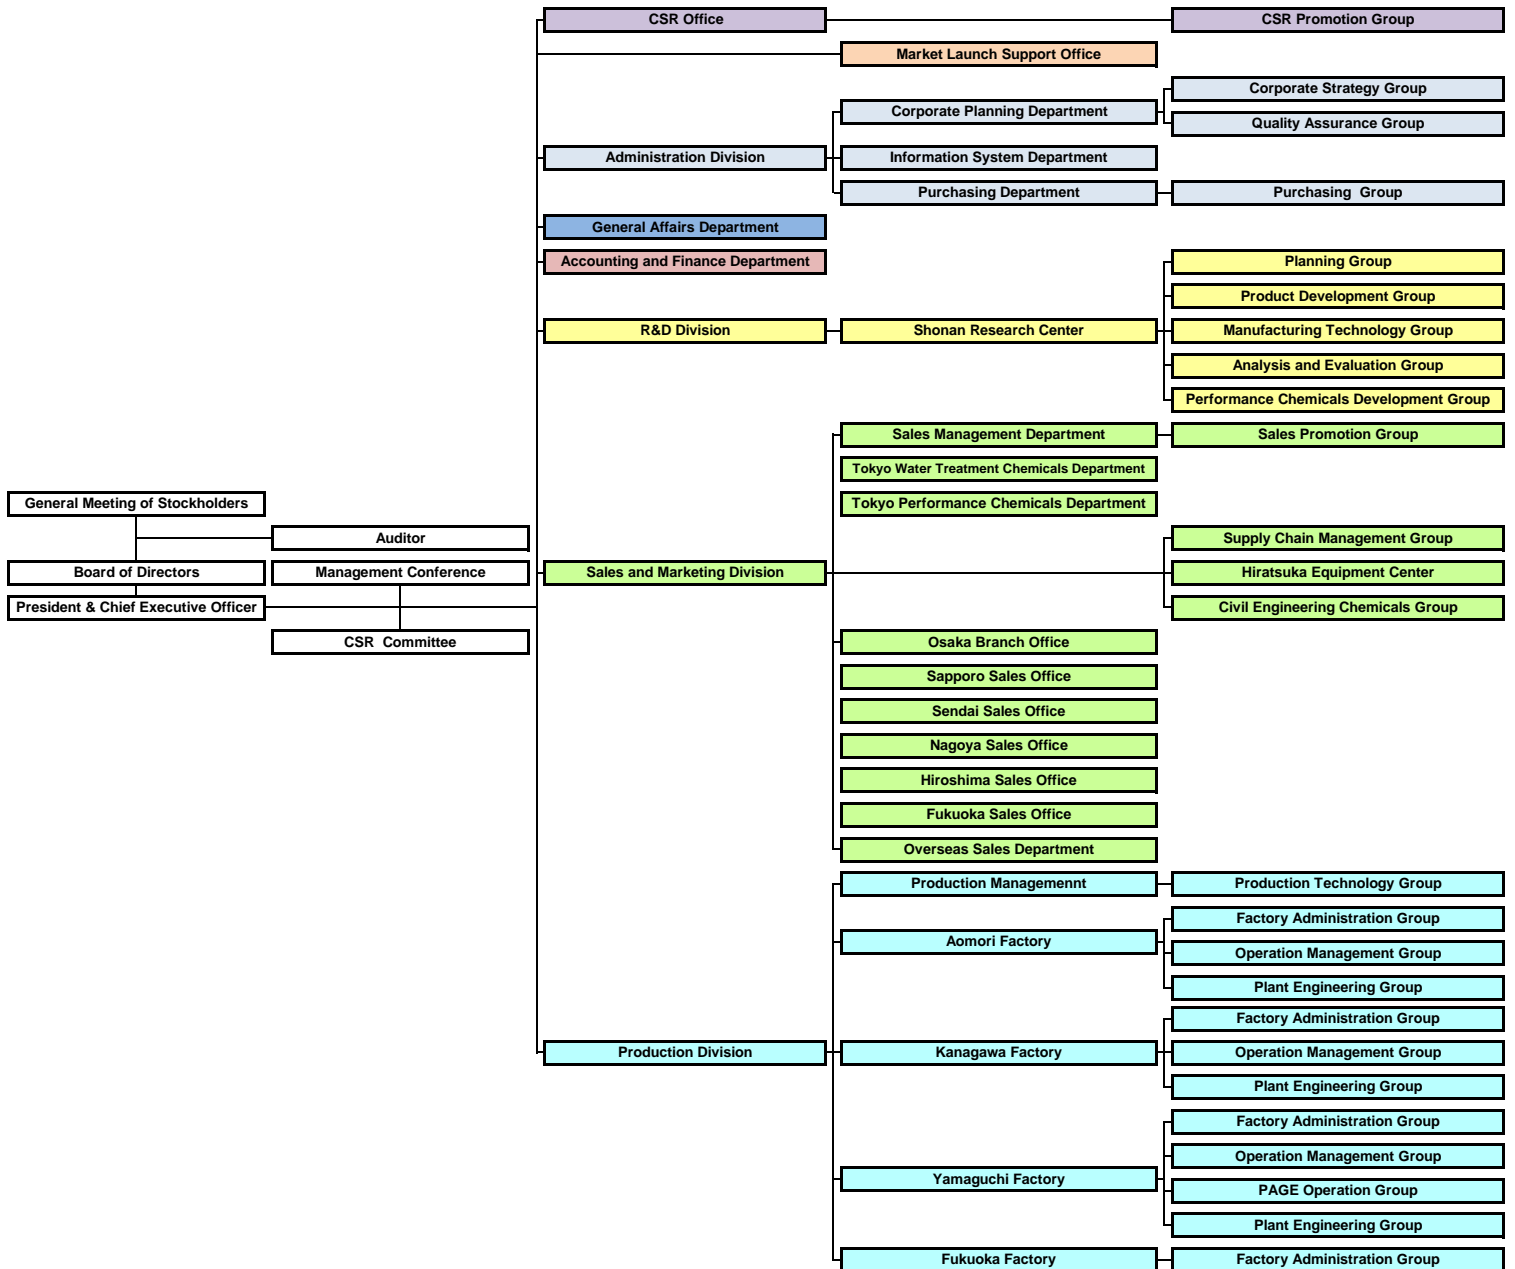 CSR Office
CSR Promotion Group
Market Launch Support Office
Corporate Strategy Group
Corporate Planning Department
Quality Assurance Group
Administration Division
Information System Department
Purchasing Department
Purchasing  Group
General Affairs Department
Accounting and Finance Department
Planning Group
Product Development Group
R&D Division
Shonan Research Center
Manufacturing Technology Group
Analysis and Evaluation Group
Performance Chemicals Development Group
Sales Management Department
Sales Promotion Group
Tokyo Water Treatment Chemicals Department
General Meeting of Stockholders
Tokyo Performance Chemicals Department
Auditor
Supply Chain Management Group
Board of Directors
Management Conference
Sales and Marketing Division
Hiratsuka Equipment Center
President & Chief Executive Officer
Civil Engineering Chemicals Group
CSR  Committee
Osaka Branch Office
Sapporo Sales Office
Sendai Sales Office
Nagoya Sales Office
Hiroshima Sales Office
Fukuoka Sales Office
Overseas Sales Department
Production Managemennt
Production Technology Group
Factory Administration Group
Aomori Factory
Operation Management Group
Plant Engineering Group
Factory Administration Group
Production Division
Kanagawa Factory
Operation Management Group
Plant Engineering Group
Factory Administration Group
Operation Management Group
Yamaguchi Factory
PAGE Operation Group
Plant Engineering Group
Fukuoka Factory
Factory Administration Group